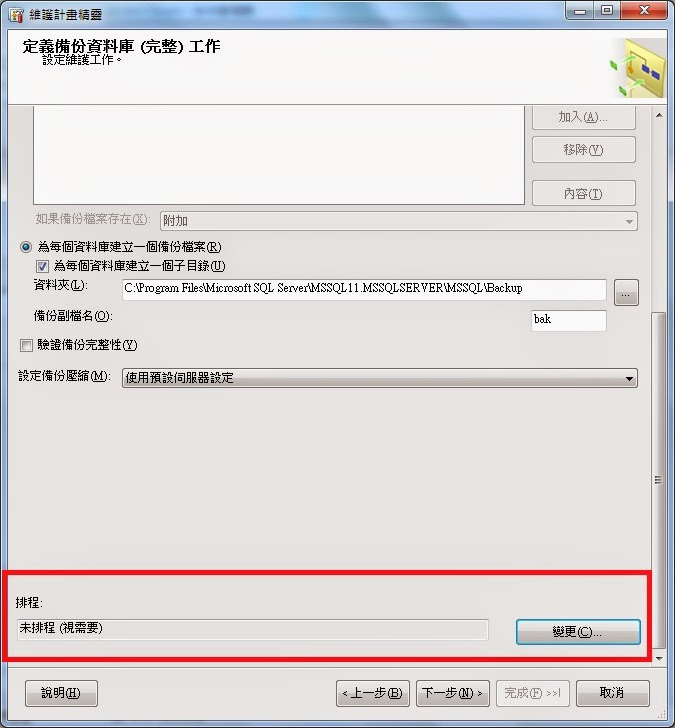 維護計畫精靈
定義備份資料庫 (完整) 工作
設定維護工作。
加入(A)...
移除(V)
內容(T)
如果備份檔案存在(X): 附加
為每個資料庫建立一個備份檔案(R)
為每個資料庫建立一個子目錄(U)
資料夾(L): C:\Program Files\Microsoft SQL Server\MSSQL11.MSSQLSERVER\MSSQL\Backup ...
備份副檔名(O): bak
驗證備份完整性(Y)
設定備份壓縮(M): 使用預設伺服器設定
排程:
未排程 (視需要) 變更(C)...
說明(H) < 上一步(B) 下一步(N) > 完成(F) >>| 取消